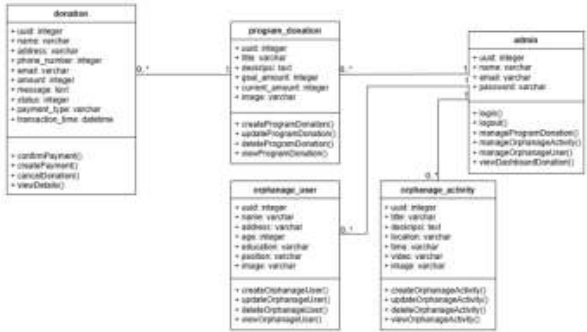 donation
+ uuid: integer
+ name: varchar
+ address: varchar
+ phone_number: integer
+ email: varchar
+ amount: integer
+ message: text
+ status: integer
+ payment_type: varchar
+ transaction_time: datetime
+ confirmPayment()
+ createPayment()
+ cancelDonation()
+ viewDetails()
0..*
1
program_donation
+ uuid: integer
+ title: varchar
+ deskripsi: text
+ goal_amount: integer
+ current_amount: integer
+ image: varchar
+ createProgramDonation()
+ updateProgramDonation()
+ deleteProgramDonation()
+ viewProgramDonation()
0..*
1
admin
+ uuid: integer
+ name: varchar
+ email: varchar
+ password: varchar
+ login()
+ logout()
+ manageProgramDonation()
+ manageOrphanageActivity()
+ manageOrphanageUser()
+ viewDashboardDonation()
1
1
orphanage_user
+ uuid: integer
+ name: varchar
+ address: varchar
+ age: integer
+ education: varchar
+ position: varchar
+ image: varchar
+ createOrphanageUser()
+ updateOrphanageUser()
+ deleteOrphanageUser()
+ viewOrphanageUser()
0..*
0..*
orphanage_activity
+ uuid: integer
+ title: varchar
+ deskripsi: text
+ location: varchar
+ time: varchar
+ video: varchar
+ image: varchar
+ createOrphanageActivity()
+ updateOrphanageActivity()
+ deleteOrphanageActivity()
+ viewOrphanageActivity()